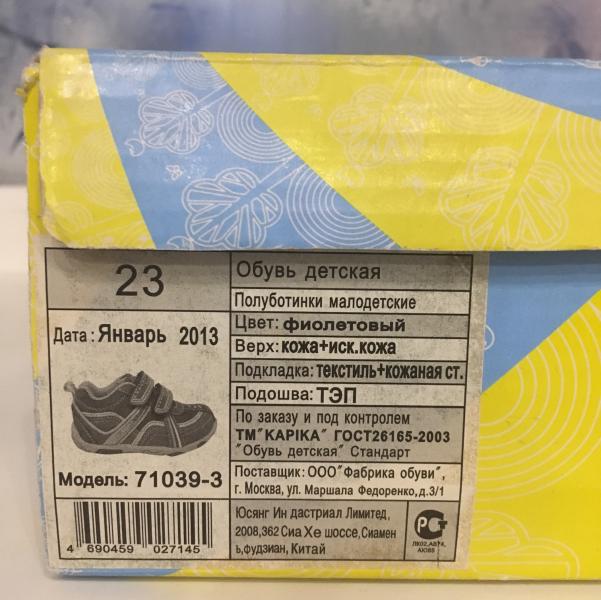 23
Дата: Январь 2013
Модель: 71039-3
4 690459 027145
Обувь детская
Полуботинки малодетские
Цвет: фиолетовый
Верх: кожа+иск.кожа
Подкладка: текстиль+кожаная ст.
Подошва: ТЭП
По заказу и под контролем
ТМ"KAPIKA" ГОСТ26165-2003
"Обувь детская" Стандарт
Поставщик: ООО"Фабрика обуви",
г. Москва, ул. Маршала Федоренко,д.3/1
Юсянг Ин дастриал Лимитед,
2008,362 Сиа Хе шоссе,Сиамен
ь,фудзиан, Китай
РСТ